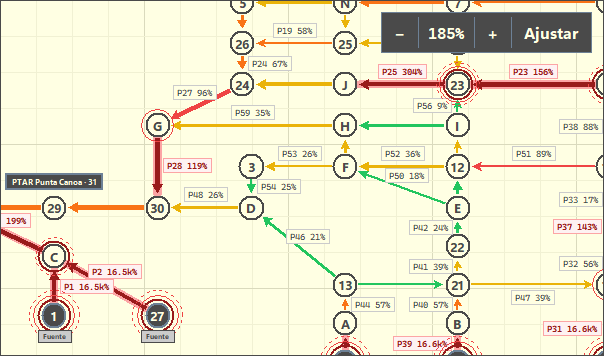 5
N
7
− 185% + Ajustar
P19 58%
26
25
P24 67%
P25 304%
P23 156%
24
J
23
P27 96%
P56 9%
P59 35%
G
H
I
P38 88%
P53 26%
P52 36%
P51 89%
P28 119%
3
F
12
P50 18%
PTAR Punta Canoa · 31
P54 25%
P48 26%
P33 17%
29
30
D
E
199%
P42 24%
P37 143%
P46 21%
22
C
P41 39%
P32 56%
P2 16.5k%
P1 16.5k%
13
21
P47 39%
P44 57%
P40 57%
1
27
A
B
P31 16.6k%
Fuente
Fuente
P39 16.6k%